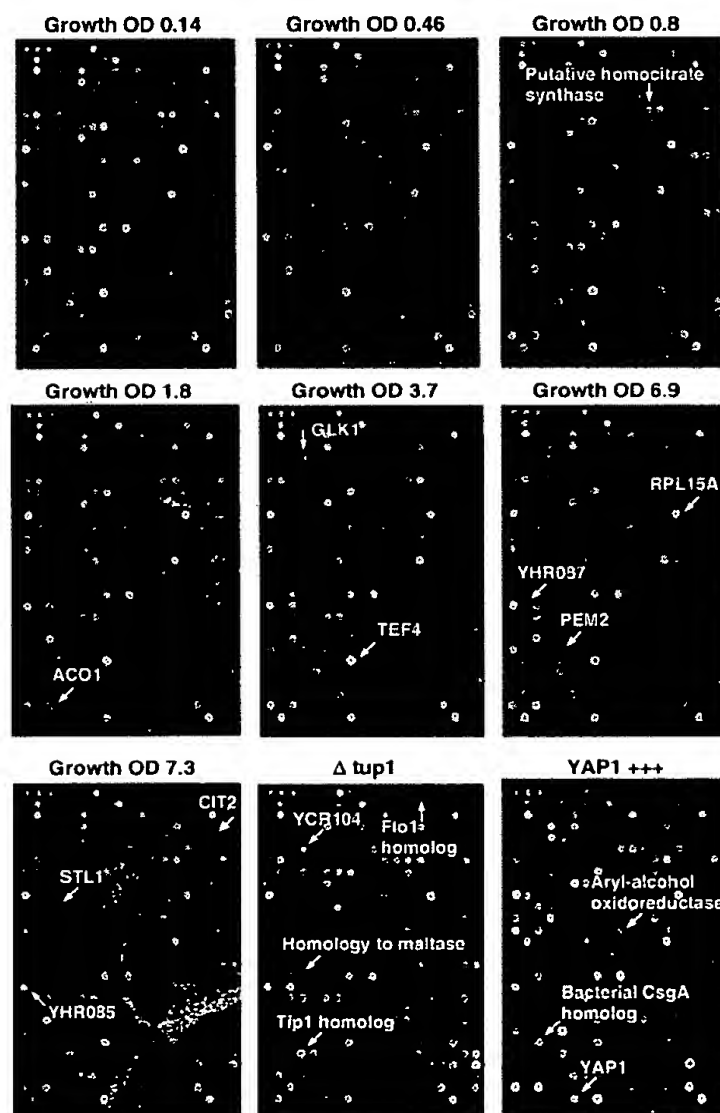 Growth OD 0.14
Growth OD 0.46
Growth OD 0.8
Putative homocitrate
synthase
Growth OD 1.8
Growth OD 3.7
Growth OD 6.9
GLK1
RPL15A
YHR087
PEM2
TEF4
ACO1
Growth OD 7.3
Δ tup1
YAP1 +++
CIT2
YCR104
Flo1
homolog
STL1
Aryl-alcohol
oxidoreductase
Homology to maltase
YHR085
Bacterial CsgA
homolog
Tip1 homolog
YAP1